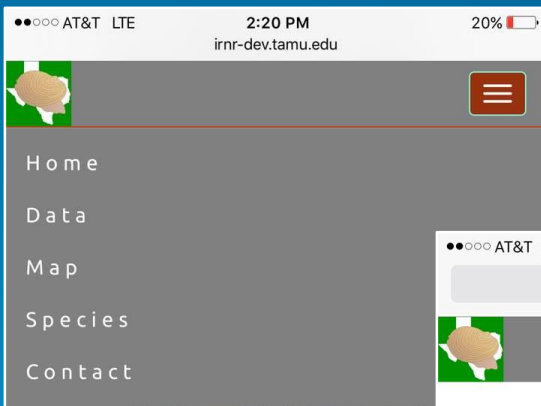 AT&T LTE 2:20 PM 20%
irnr-dev.tamu.edu
Home
Data
Map
Species
Contact
AT&T